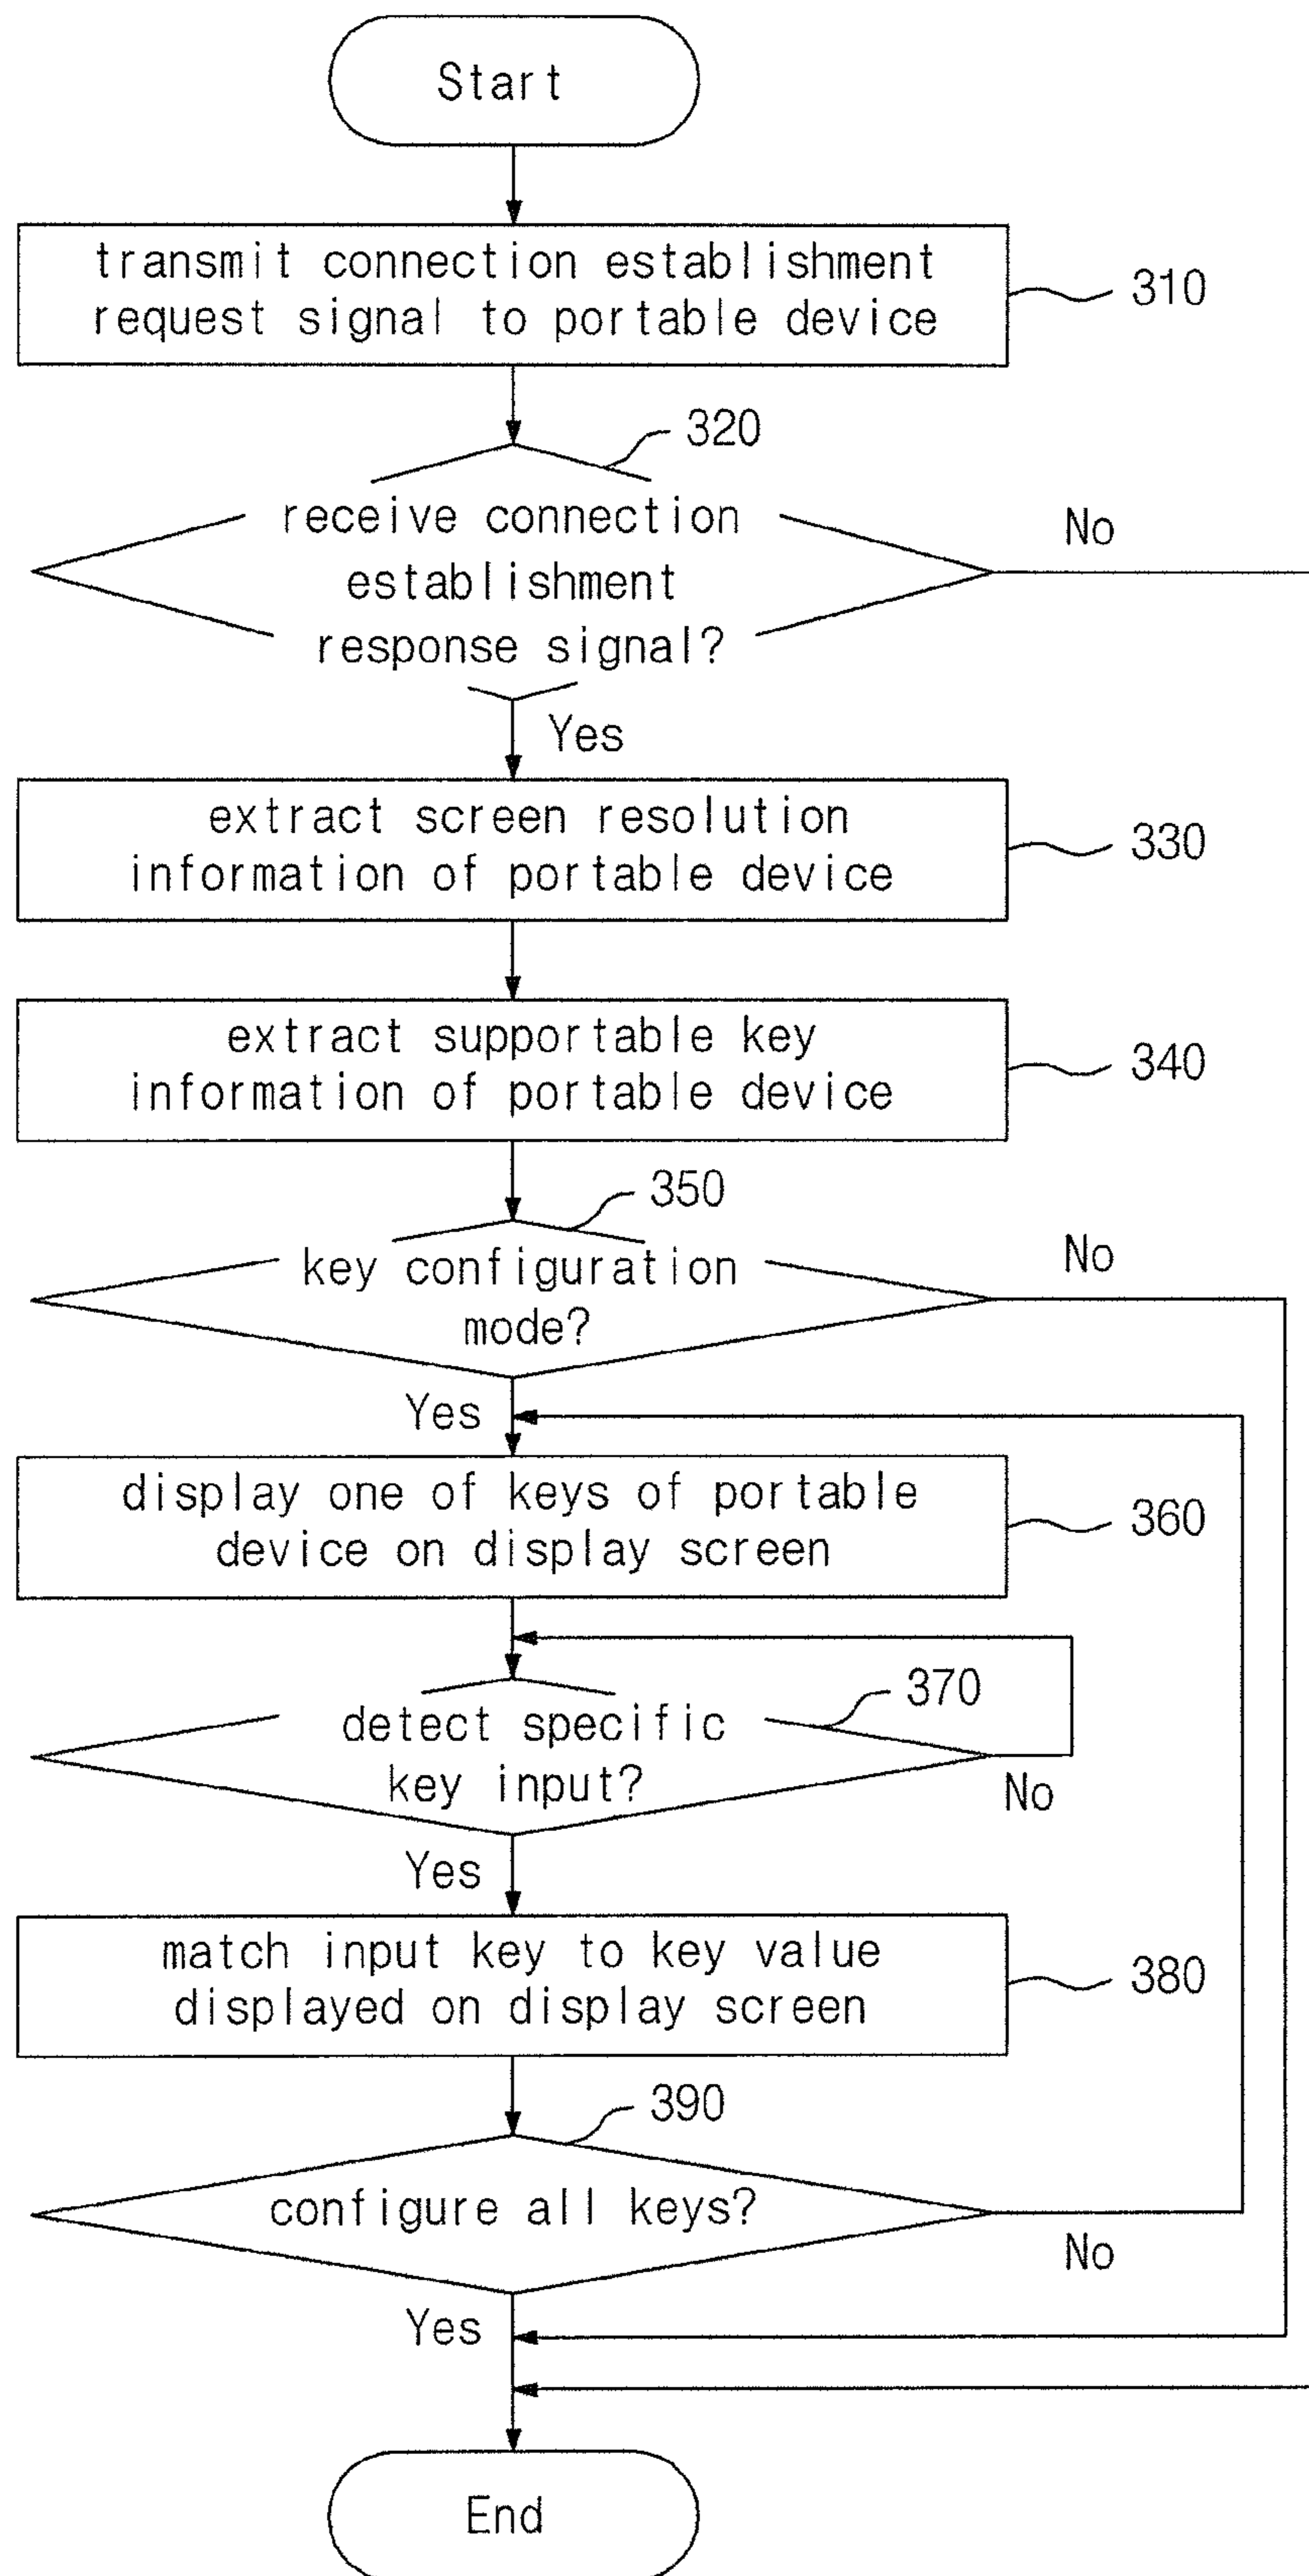 Start
transmit connection establishment
request signal to portable device
310
320
receive connection
establishment
response signal?
No
Yes
extract screen resolution
information of portable device
330
extract supportable key
information of portable device
340
350
key configuration
mode?
No
Yes
display one of keys of portable
device on display screen
360
370
detect specific
key input?
No
Yes
match input key to key value
displayed on display screen
380
390
configure all keys?
No
Yes
End